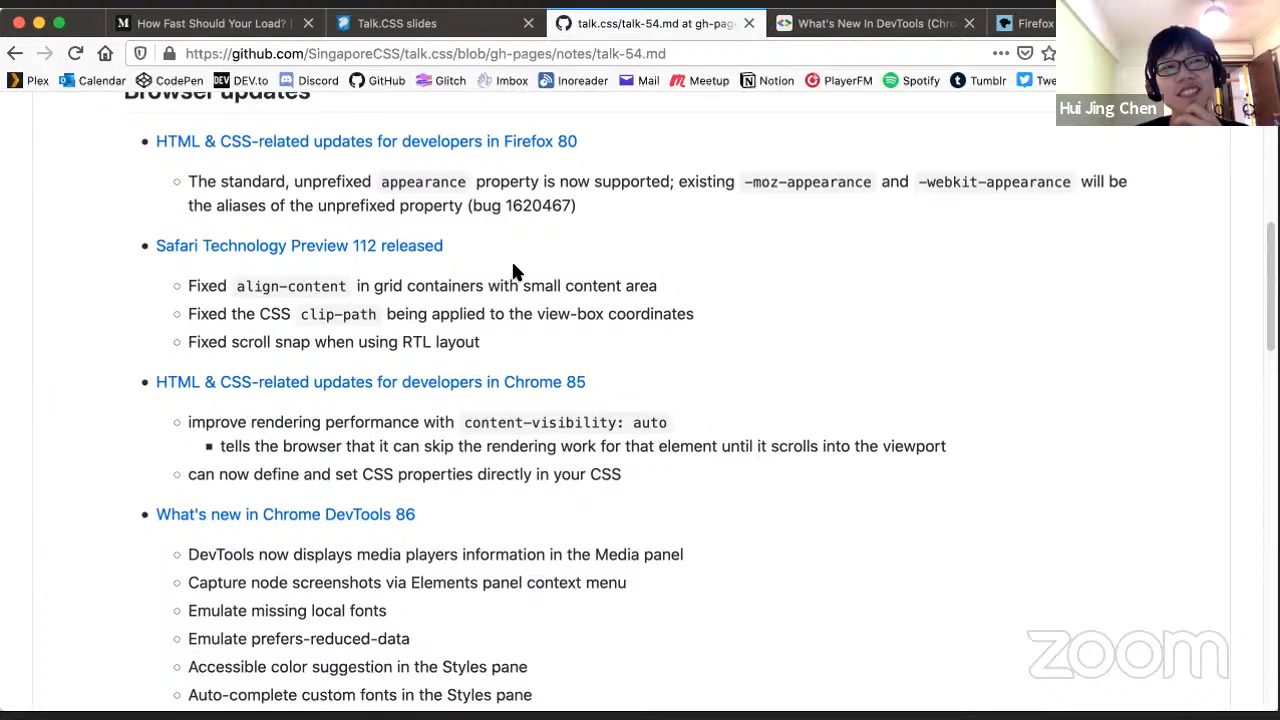 How Fast Should Your Load? |
Talk.CSS slides
talk.css/talk-54.md at gh-page
What's New In DevTools (Chro
Firefox
https://github.com/SingaporeCSS/talk.css/blob/gh-pages/notes/talk-54.md
Plex Calendar CodePen DEV.to Discord GitHub Glitch Imbox Inoreader Mail Meetup Notion PlayerFM Spotify Tumblr Twe
Hui Jing Chen
Browser updates
HTML & CSS-related updates for developers in Firefox 80
The standard, unprefixed appearance property is now supported; existing -moz-appearance and -webkit-appearance will be
the aliases of the unprefixed property (bug 1620467)
Safari Technology Preview 112 released
Fixed align-content in grid containers with small content area
Fixed the CSS clip-path being applied to the view-box coordinates
Fixed scroll snap when using RTL layout
HTML & CSS-related updates for developers in Chrome 85
improve rendering performance with content-visibility: auto
tells the browser that it can skip the rendering work for that element until it scrolls into the viewport
can now define and set CSS properties directly in your CSS
What's new in Chrome DevTools 86
DevTools now displays media players information in the Media panel
Capture node screenshots via Elements panel context menu
Emulate missing local fonts
Emulate prefers-reduced-data
Accessible color suggestion in the Styles pane
Auto-complete custom fonts in the Styles pane
zoom